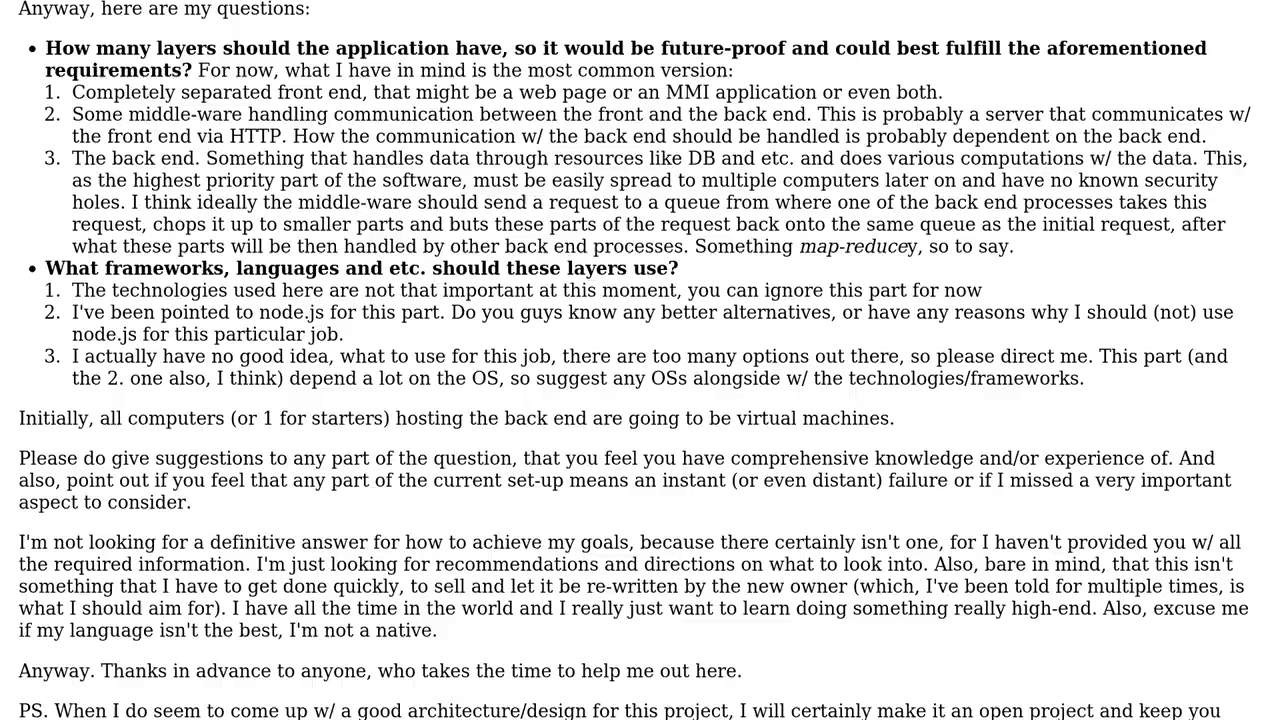 Anyway, here are my questions:
• How many layers should the application have, so it would be future-proof and could best fulfill the aforementioned
requirements? For now, what I have in mind is the most common version:
1. Completely separated front end, that might be a web page or an MMI application or even both.
2. Some middle-ware handling communication between the front and the back end. This is probably a server that communicates w/
the front end via HTTP. How the communication w/ the back end should be handled is probably dependent on the back end.
3. The back end. Something that handles data through resources like DB and etc. and does various computations w/ the data. This,
as the highest priority part of the software, must be easily spread to multiple computers later on and have no known security
holes. I think ideally the middle-ware should send a request to a queue from where one of the back end processes takes this
request, chops it up to smaller parts and buts these parts of the request back onto the same queue as the initial request, after
what these parts will be then handled by other back end processes. Something map-reducey, so to say.
• What frameworks, languages and etc. should these layers use?
1. The technologies used here are not that important at this moment, you can ignore this part for now
2. I've been pointed to node.js for this part. Do you guys know any better alternatives, or have any reasons why I should (not) use
node.js for this particular job.
3. I actually have no good idea, what to use for this job, there are too many options out there, so please direct me. This part (and
the 2. one also, I think) depend a lot on the OS, so suggest any OSs alongside w/ the technologies/frameworks.
Initially, all computers (or 1 for starters) hosting the back end are going to be virtual machines.
Please do give suggestions to any part of the question, that you feel you have comprehensive knowledge and/or experience of. And
also, point out if you feel that any part of the current set-up means an instant (or even distant) failure or if I missed a very important
aspect to consider.
I'm not looking for a definitive answer for how to achieve my goals, because there certainly isn't one, for I haven't provided you w/ all
the required information. I'm just looking for recommendations and directions on what to look into. Also, bare in mind, that this isn't
something that I have to get done quickly, to sell and let it be re-written by the new owner (which, I've been told for multiple times, is
what I should aim for). I have all the time in the world and I really just want to learn doing something really high-end. Also, excuse me
if my language isn't the best, I'm not a native.
Anyway. Thanks in advance to anyone, who takes the time to help me out here.
PS. When I do seem to come up w/ a good architecture/design for this project, I will certainly make it an open project and keep you